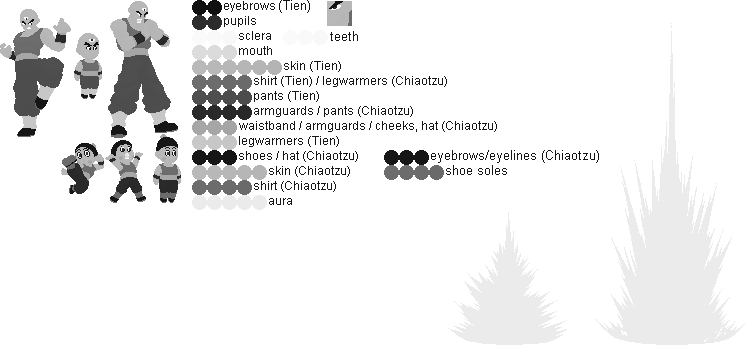 eyebrows (Tien)
pupils
sclera
teeth
mouth
skin (Tien)
shirt (Tien) / legwarmers (Chiaotzu)
pants (Tien)
armguards / pants (Chiaotzu)
waistband / armguards / cheeks, hat (Chiaotzu)
legwarmers (Tien)
shoes / hat (Chiaotzu)
eyebrows/eyelines (Chiaotzu)
skin (Chiaotzu)
shoe soles
shirt (Chiaotzu)
aura